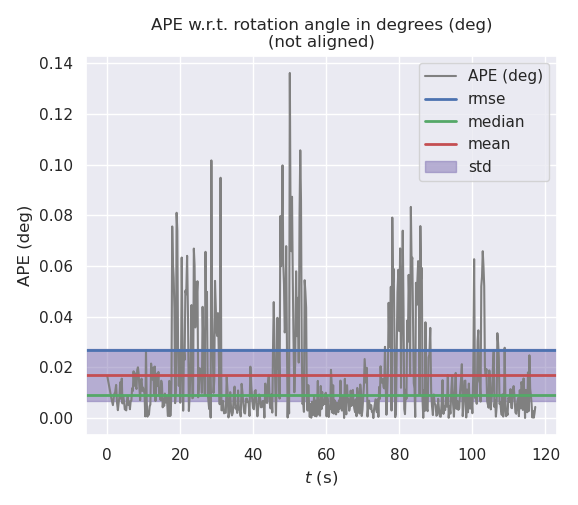 APE w.r.t. rotation angle in degrees (deg)
(not aligned)
APE (deg)
rmse
median
mean
std
0.14
0.12
0.10
0.08
0.06
0.04
0.02
0.00
APE (deg)
0 20 40 60 80 100 120
t (s)